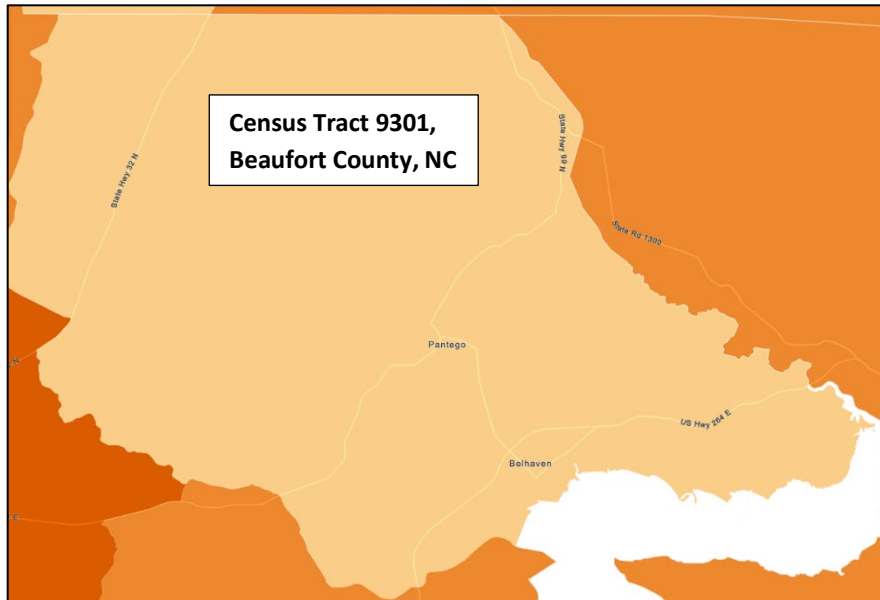 Census Tract 9301,
Beaufort County, NC
State Hwy 32 N
State Hwy 99 N
State Rd 1300
Pantego
US Hwy 264 E
Belhaven